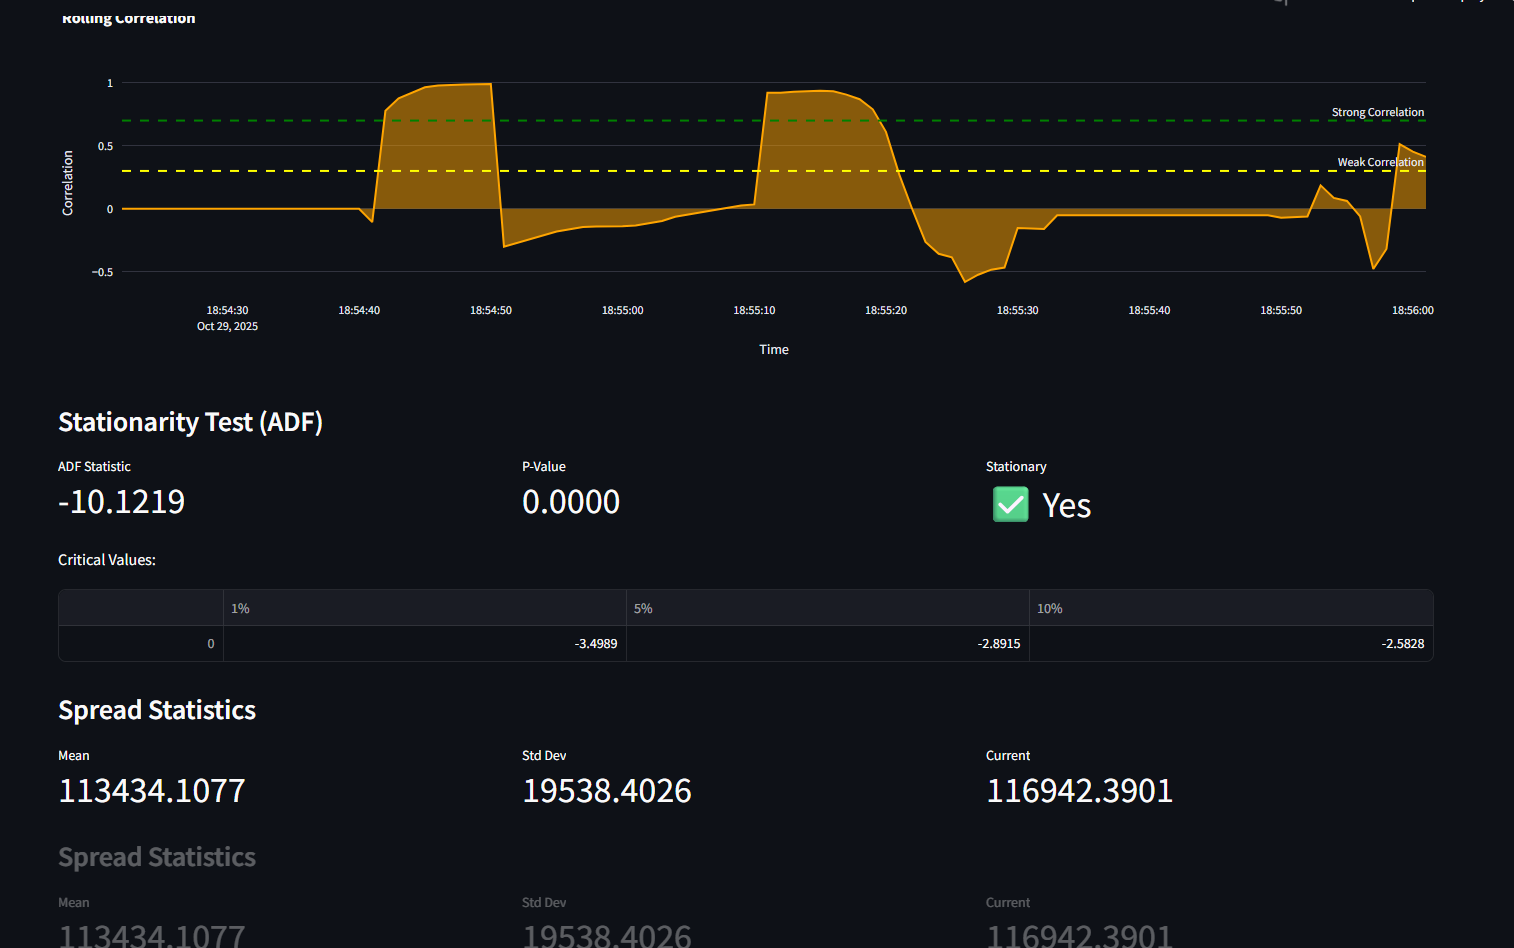 Rolling Correlation
1
Strong Correlation
0.5
Weak Correlation
Correlation
0
−0.5
18:54:30 18:54:40 18:54:50 18:55:00 18:55:10 18:55:20 18:55:30 18:55:40 18:55:50 18:56:00
Oct 29, 2025
Time
Stationarity Test (ADF)
ADF Statistic P-Value Stationary
-10.1219 0.0000 ✅ Yes
Critical Values:
1% 5% 10%
0 -3.4989 -2.8915 -2.5828
Spread Statistics
Mean Std Dev Current
113434.1077 19538.4026 116942.3901
Spread Statistics
Mean Std Dev Current
113434.1077 19538.4026 116942.3901